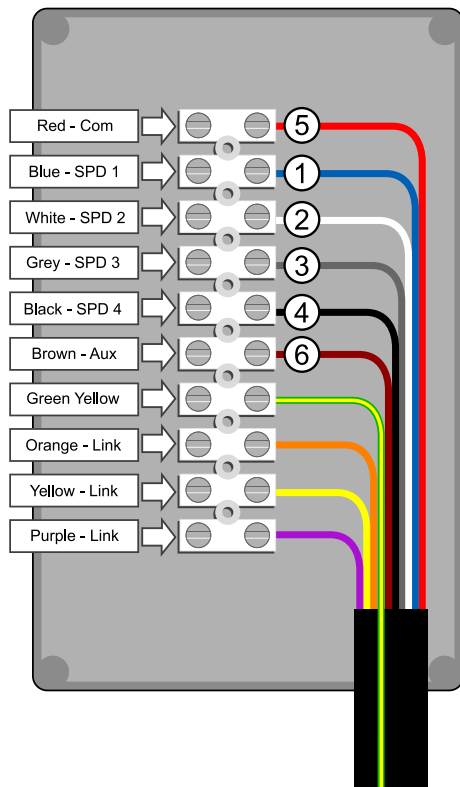 Red - Com
5
Blue - SPD 1
1
White - SPD 2
2
Grey - SPD 3
3
Black - SPD 4
4
Brown - Aux
6
Green Yellow
Orange - Link
Yellow - Link
Purple - Link